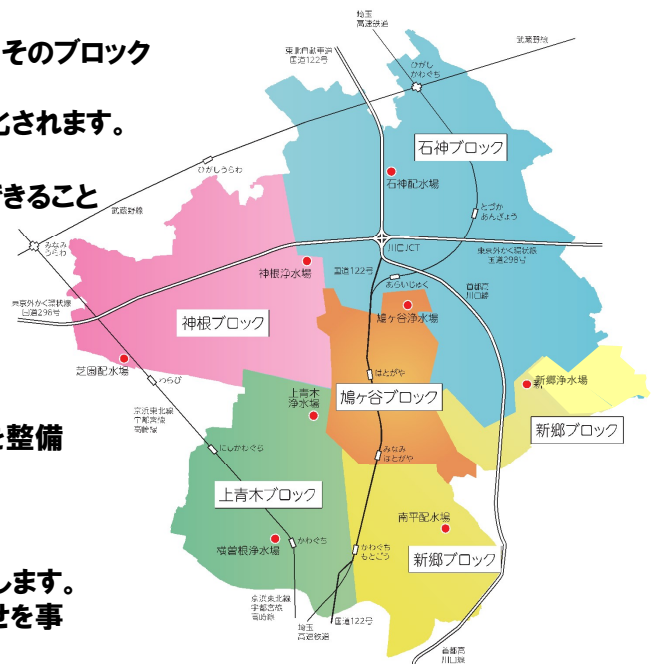 そのブロック
化されます。
できること
を整備
します。
せを事
埼玉
高速鉄道
武蔵野線
東北自動車道
国道122号
ひがし
かわぐち
石神ブロック
石神配水場
ひがしうらわ
とづか
あんぎょう
武蔵野線
みなみ
うらわ
川口JCT
東京外かく環状線
国道298号
神根浄水場
国道122号
あらいじゅく
首都高
川口線
東京外かく環状線
国道298号
神根ブロック
鳩ヶ谷浄水場
芝園配水場
わらび
はとがや
新
新郷浄水場
上青木
浄水場
鳩ヶ谷ブロック
京浜東北線
宇都宮線
高崎線
新郷ブロック
にしかわぐち
みなみ
はとがや
上青木ブロック
南平配水場
横曽根浄水場
かわぐち
かわぐち
もとごう
新郷ブロック
京浜東北線
宇都宮線
高崎線
埼玉
高速鉄道
国道122号
首都高
川口線